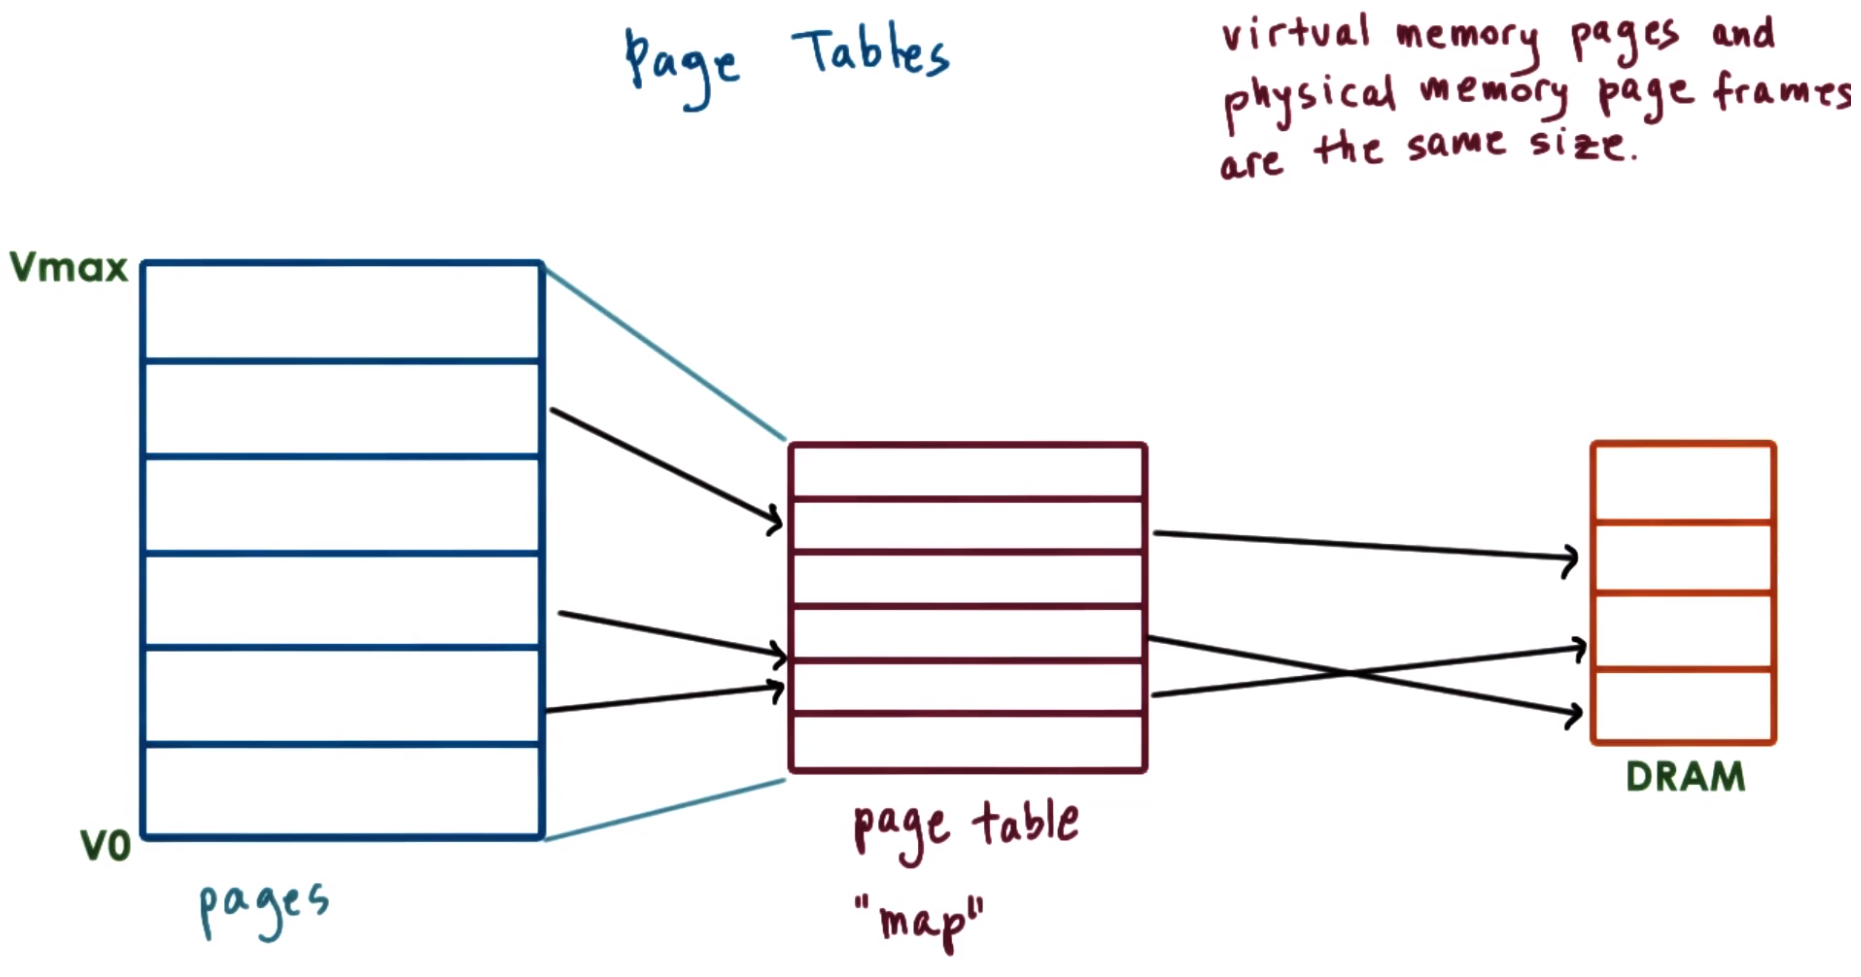 Page Tables
virtual memory pages and
physical memory page frames
are the same size.
Vmax
V0
pages
page table
"map"
DRAM